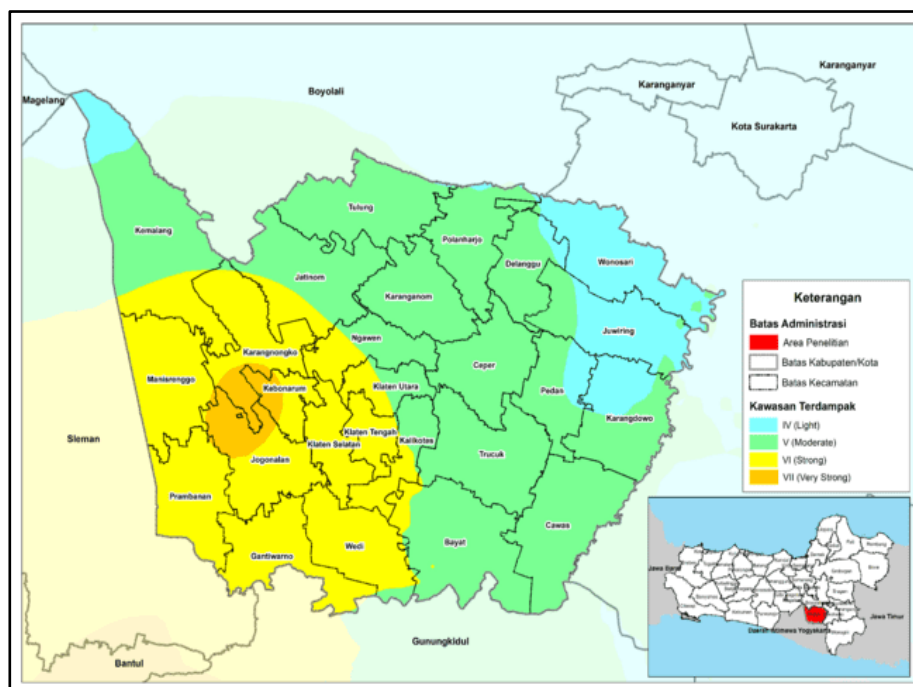 Karanganyar
Karanganyar
Magelang
Boyolali
Kota Surakarta
Tulung
Kemalang
Polanharjo
Delanggu
Wonosari
Jatinom
Karanganom
Juwiring
Ngawen
Karangnongko
Ceper
Manisrenggo
Kebonarum
Klaten Utara
Pedan
Karangdowo
Sleman
Klaten Tengah
Klaten Selatan
Kalikotes
Jogonalan
Trucuk
Prambanan
Cawas
Gantiwarno
Wedi
Bayat
Gunungkidul
Bantul
Keterangan
Batas Administrasi
Area Penelitian
Batas Kabupaten/Kota
Batas Kecamatan
Kawasan Terdampak
IV (Light)
V (Moderate)
VI (Strong)
VII (Very Strong)
Jawa Barat
Jawa Timur
Daerah Istimewa Yogyakarta